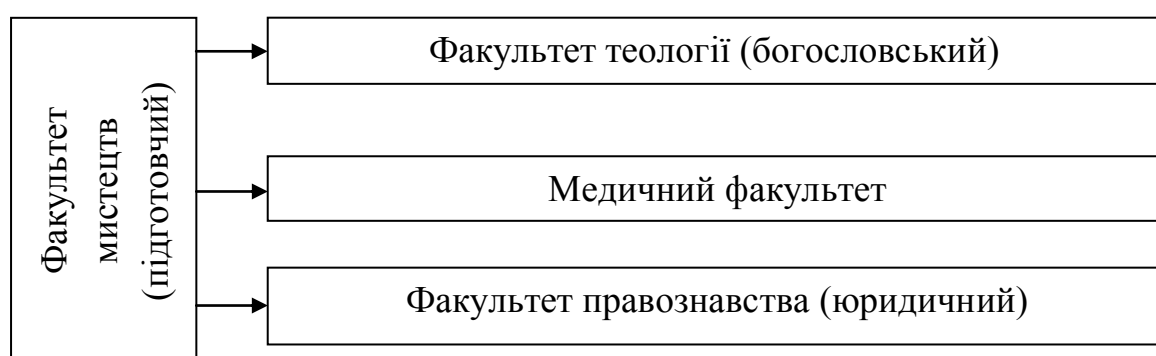 Факультет
мистецтв
(підготовчий)
Факультет теології (богословський)
Медичний факультет
Факультет правознавства (юридичний)